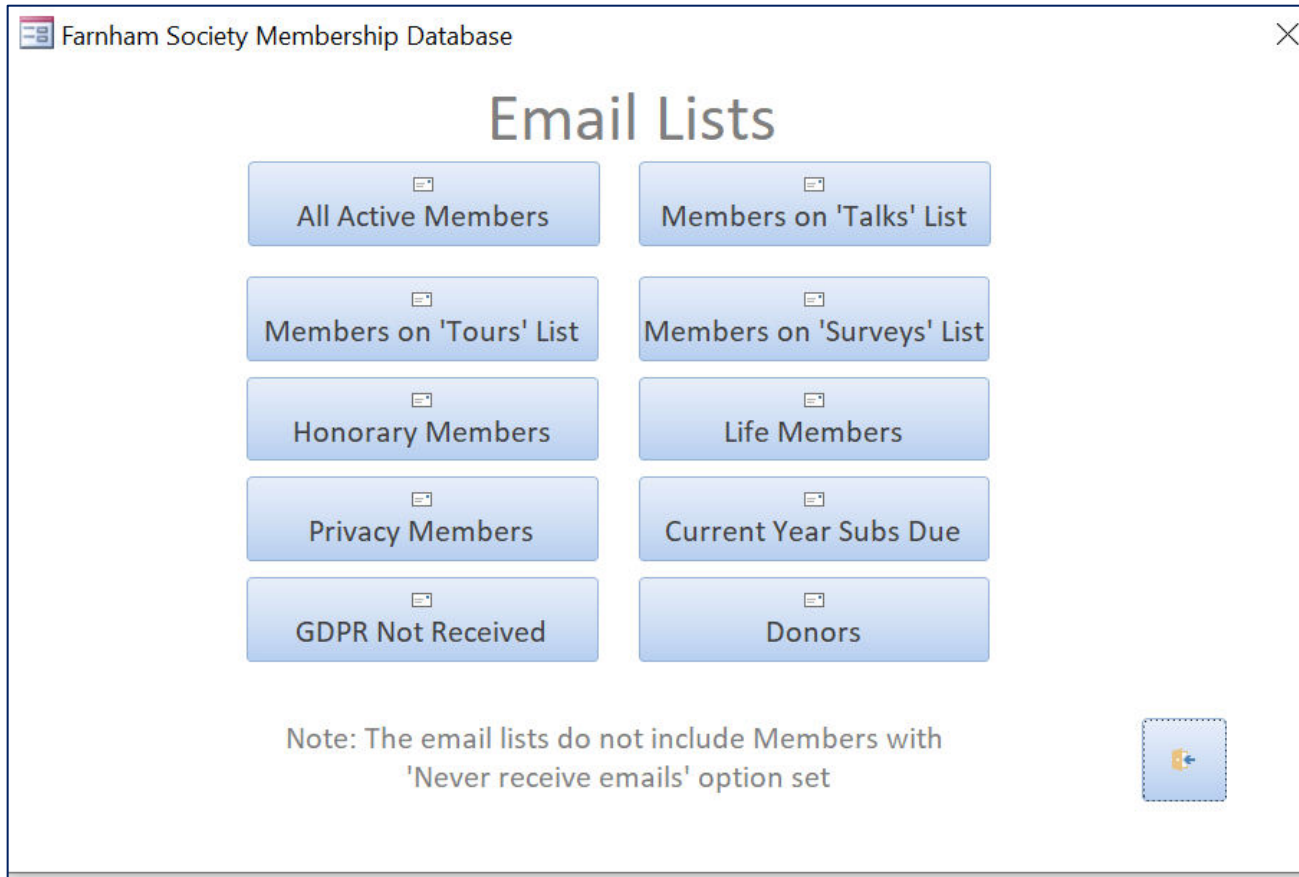 Farnham Society Membership Database
Email Lists
All Active Members
Members on 'Talks' List
Members on 'Tours' List
Members on 'Surveys' List
Honorary Members
Life Members
Privacy Members
Current Year Subs Due
GDPR Not Received
Donors
Note: The email lists do not include Members with
'Never receive emails' option set